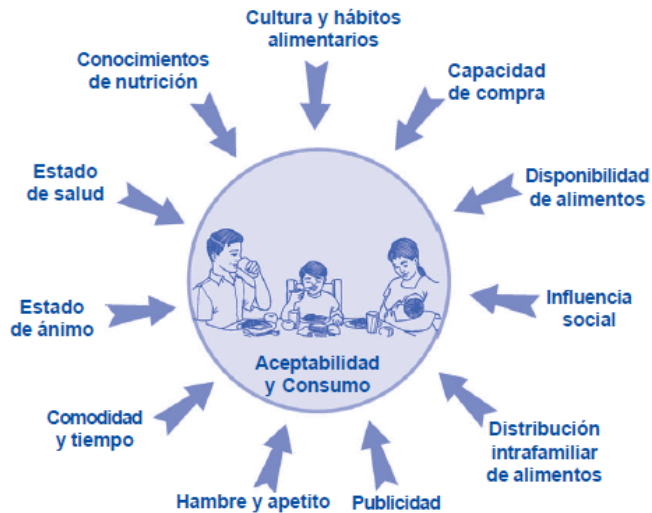 Cultura y hábitos
alimentarios
Capacidad
de compra
Disponibilidad
de alimentos
Influencia
social
Distribución
intrafamiliar
de alimentos
Publicidad
Hambre y apetito
Comodidad
y tiempo
Estado
de ánimo
Estado
de salud
Conocimientos
de nutrición
Aceptabilidad
y Consumo